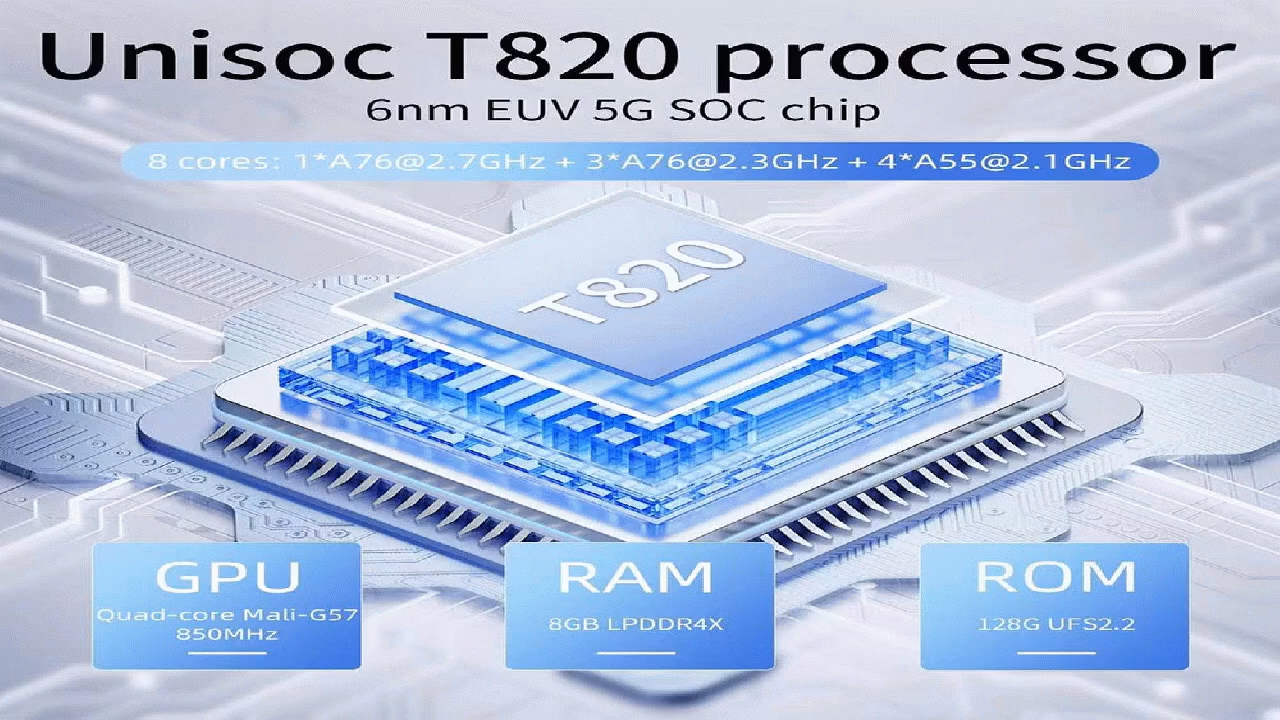 Unisoc T820 processor
6nm EUV 5G SOC chip
8 cores: 1*A76@2.7GHz + 3*A76@2.3GHz + 4*A55@2.1GHz
T820
GPU
Quad-core Mali-G57
850MHz
RAM
8GB LPDDR4X
ROM
128G UFS2.2